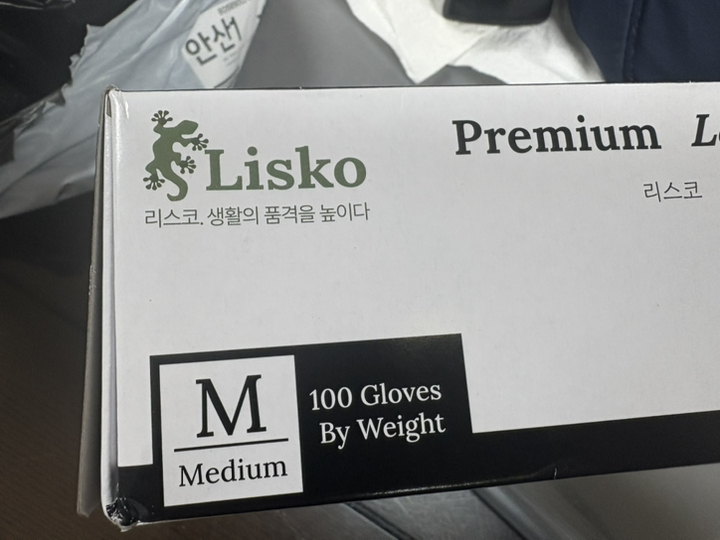 안산
Lisko
리스코. 생활의 품격을 높이다
Premium
리스코
M
Medium
100 Gloves
By Weight